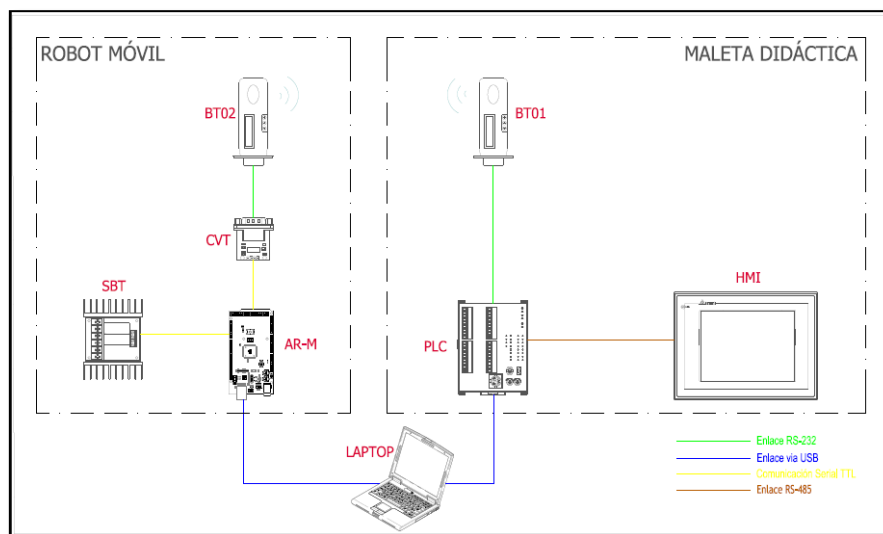 ROBOT MÓVIL
MALETA DIDÁCTICA
BT02
BT01
CVT
SBT
HMI
AR-M
PLC
LAPTOP
Enlace RS-232
Enlace via USB
Comunicación Serial TTL
Enlace RS-485